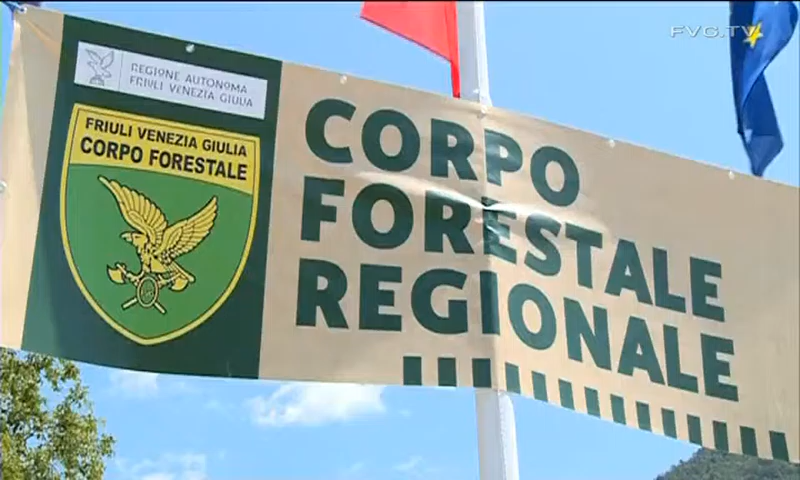 FVG.TV
REGIONE AUTONOMA
FRIULI VENEZIA GIULIA
FRIULI VENEZIA GIULIA
CORPO FORESTALE
CORPO
FORESTALE
REGIONALE